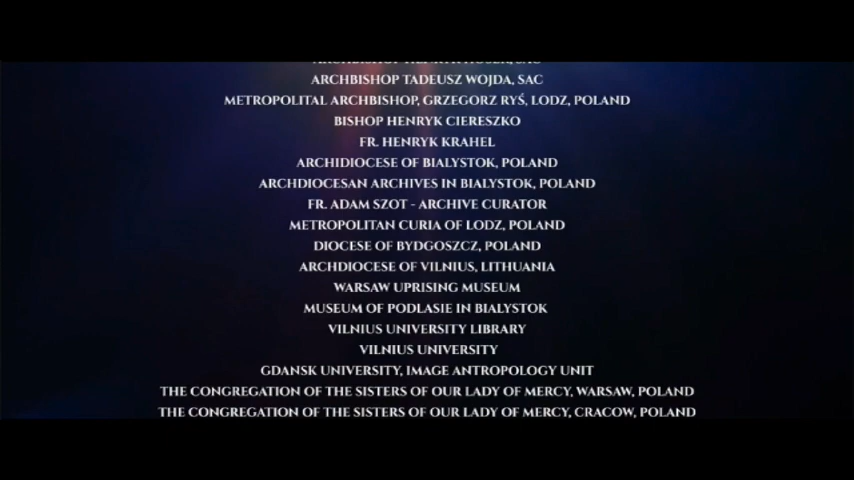 ARCHBISHOP TADEUSZ WOJDA, SAC
METROPOLITAL ARCHBISHOP, GRZEGORZ RYŚ, LODZ, POLAND
BISHOP HENRYK CIERESZKO
FR. HENRYK KRAHEL
ARCHIDIOCESE OF BIALYSTOK, POLAND
ARCHDIOCESAN ARCHIVES IN BIALYSTOK, POLAND
FR. ADAM SZOT - ARCHIVE CURATOR
METROPOLITAN CURIA OF LODZ, POLAND
DIOCESE OF BYDGOSZCZ, POLAND
ARCHDIOCESE OF VILNIUS, LITHUANIA
WARSAW UPRISING MUSEUM
MUSEUM OF PODLASIE IN BIALYSTOK
VILNIUS UNIVERSITY LIBRARY
VILNIUS UNIVERSITY
GDANSK UNIVERSITY, IMAGE ANTROPOLOGY UNIT
THE CONGREGATION OF THE SISTERS OF OUR LADY OF MERCY, WARSAW, POLAND
THE CONGREGATION OF THE SISTERS OF OUR LADY OF MERCY, CRACOW, POLAND